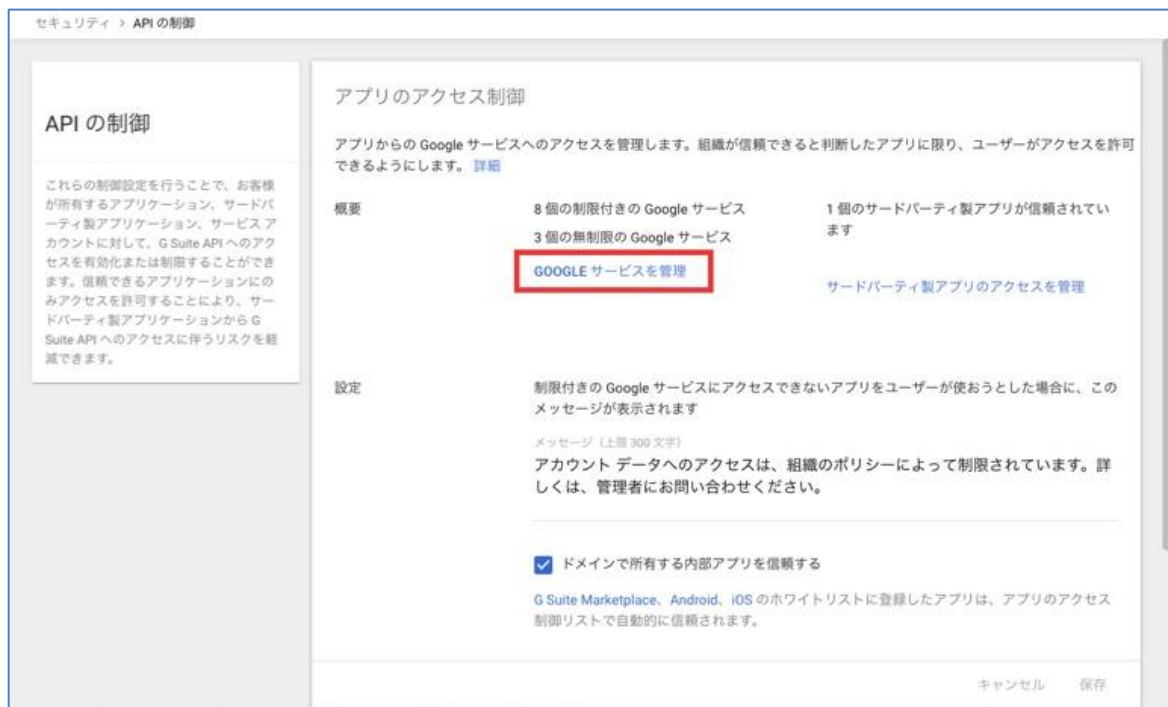 セキュリティ > API の制御
API の制御
これらの制御設定を行うことで、お客様
が所有するアプリケーション、サードパ
ーティ製アプリケーション、サービス ア
カウントに対して、G Suite API へのアク
セスを有効化または制限することができ
ます。信頼できるアプリケーションにの
みアクセスを許可することにより、サー
ドパーティ製アプリケーションから G
Suite API へのアクセスに伴うリスクを軽
減できます。
アプリのアクセス制御
アプリからの Google サービスへのアクセスを管理します。組織が信頼できると判断したアプリに限り、ユーザーがアクセスを許可
できるようにします。 詳細
概要
8 個の制限付きの Google サービス
3 個の無制限の Google サービス
GOOGLE サービスを管理
1 個のサードパーティ製アプリが信頼されてい
ます
サードパーティ製アプリのアクセスを管理
設定
制限付きの Google サービスにアクセスできないアプリをユーザーが使おうとした場合に、この
メッセージが表示されます
メッセージ（上限 300 文字）
アカウント データへのアクセスは、組織のポリシーによって制限されています。詳
しくは、管理者にお問い合わせください。
ドメインで所有する内部アプリを信頼する
G Suite Marketplace、Android、iOS のホワイトリストに登録したアプリは、アプリのアクセス
制御リストで自動的に信頼されます。
キャンセル 保存